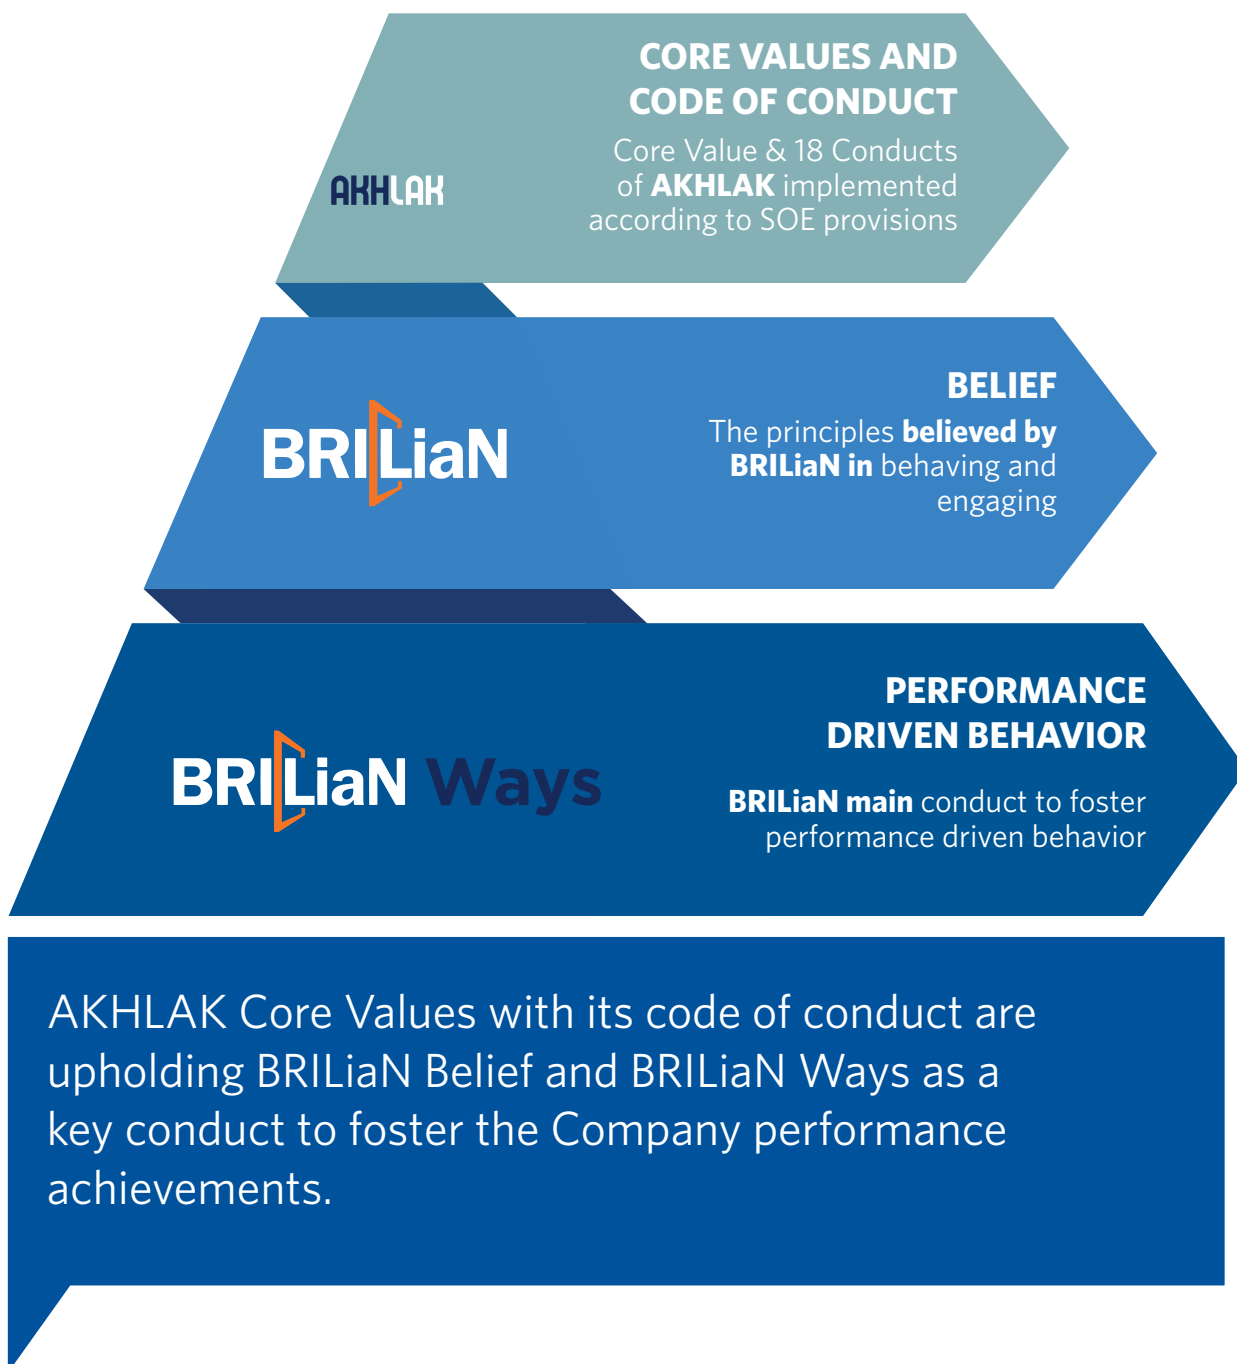 CORE VALUES AND
CODE OF CONDUCT
Core Value & 18 Conducts
of AKHLAK implemented
according to SOE provisions
AKHLAK
BELIEF
The principles believed by
BRILiaN in behaving and
engaging
BRILiaN
PERFORMANCE
DRIVEN BEHAVIOR
BRILiaN main conduct to foster
performance driven behavior
BRILiaN Ways
AKHLAK Core Values with its code of conduct are
upholding BRILiaN Belief and BRILiaN Ways as a
key conduct to foster the Company performance
achievements.